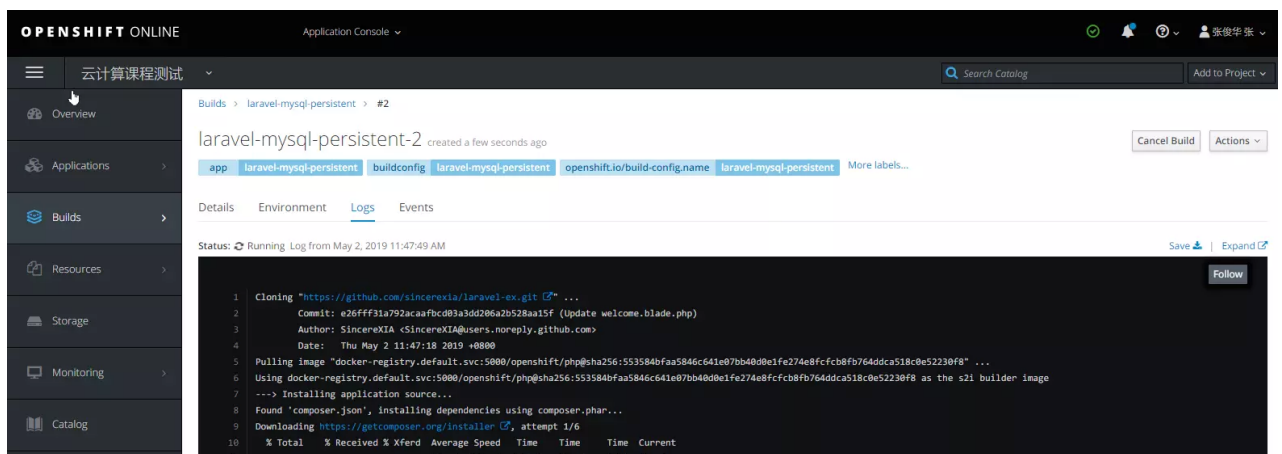 OPENSHIFT ONLINE
Application Console
张俊华 张
云计算课程测试
Search Catalog
Add to Project
Overview
Applications
Builds
Resources
Storage
Monitoring
Catalog
Builds > laravel-mysql-persistent > #2
laravel-mysql-persistent-2 created a few seconds ago
Cancel Build
Actions
app laravel-mysql-persistent buildconfig laravel-mysql-persistent openshift.io/build-config.name laravel-mysql-persistent More labels...
Details Environment Logs Events
Status: Running Log from May 2, 2019 11:47:49 AM
Save | Expand
Follow
1 Cloning "https://github.com/sincerexia/laravel-ex.git" ...
2 Commit: e26fff31a792acaafbcd03a3dd206a2b528aa15f (Update welcome.blade.php)
3 Author: SincereXIA <SincereXIA@users.noreply.github.com>
4 Date: Thu May 2 11:47:18 2019 +0800
5 Pulling image "docker-registry.default.svc:5000/openshift/php@sha256:553584bfaa5846c641e07bb40d0e1fe274e8fcfcb8fb764ddca518c0e52230f8" ...
6 Using docker-registry.default.svc:5000/openshift/php@sha256:553584bfaa5846c641e07bb40d0e1fe274e8fcfcb8fb764ddca518c0e52230f8 as the s2i builder image
7 ---> Installing application source...
8 Found 'composer.json', installing dependencies using composer.phar...
9 Downloading https://getcomposer.org/installer, attempt 1/6
10 % Total % Received % Xferd Average Speed Time Time Time Current